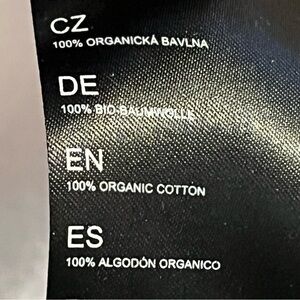 CZ
100% ORGANICKÁ BAVLNA
DE
100% BIO-BAUMWOLLE
EN
100% ORGANIC COTTON
ES
100% ALGODÓN ORGANICO